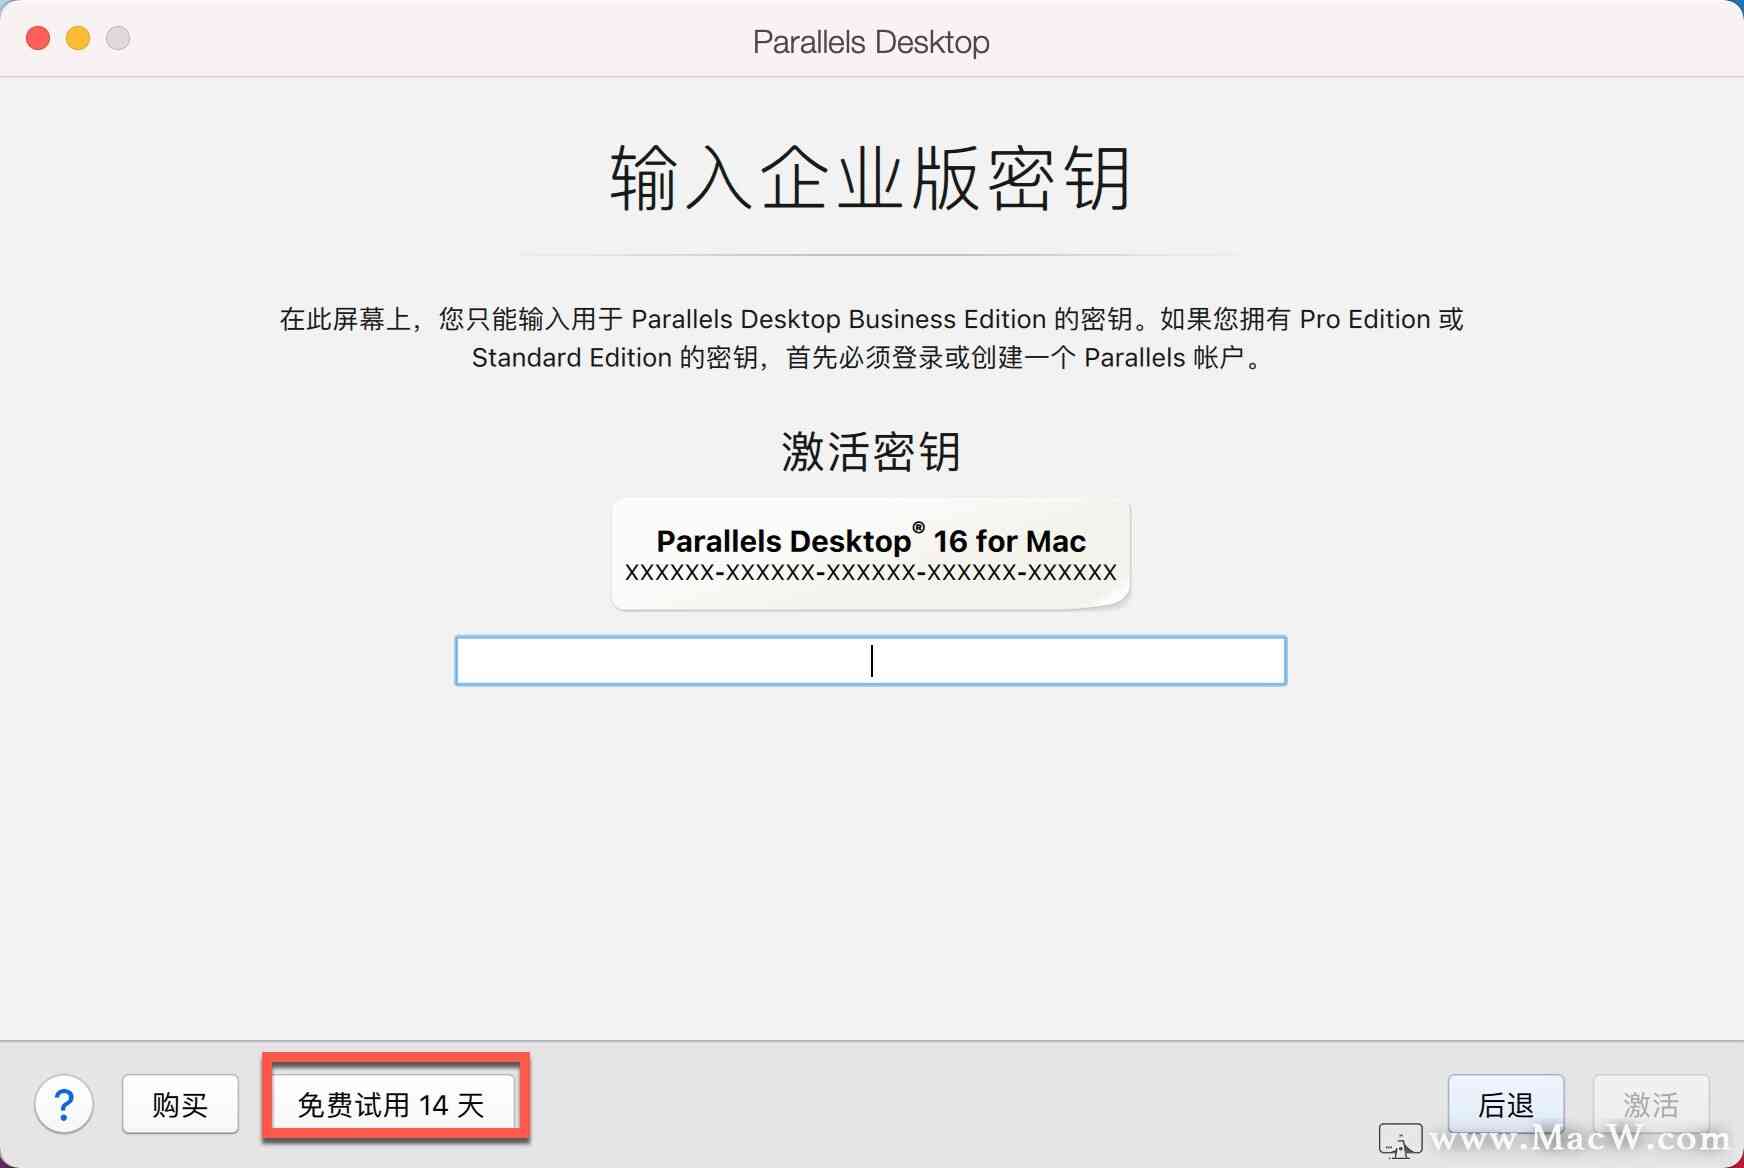 Parallels Desktop
输入企业版密钥
在此屏幕上，您只能输入用于 Parallels Desktop Business Edition 的密钥。如果您拥有 Pro Edition 或
Standard Edition 的密钥，首先必须登录或创建一个 Parallels 帐户。
激活密钥
Parallels Desktop® 16 for Mac
XXXXXX-XXXXXX-XXXXXX-XXXXXX-XXXXXX
? 购买 免费试用 14 天 后退 激活
www.MacW.com